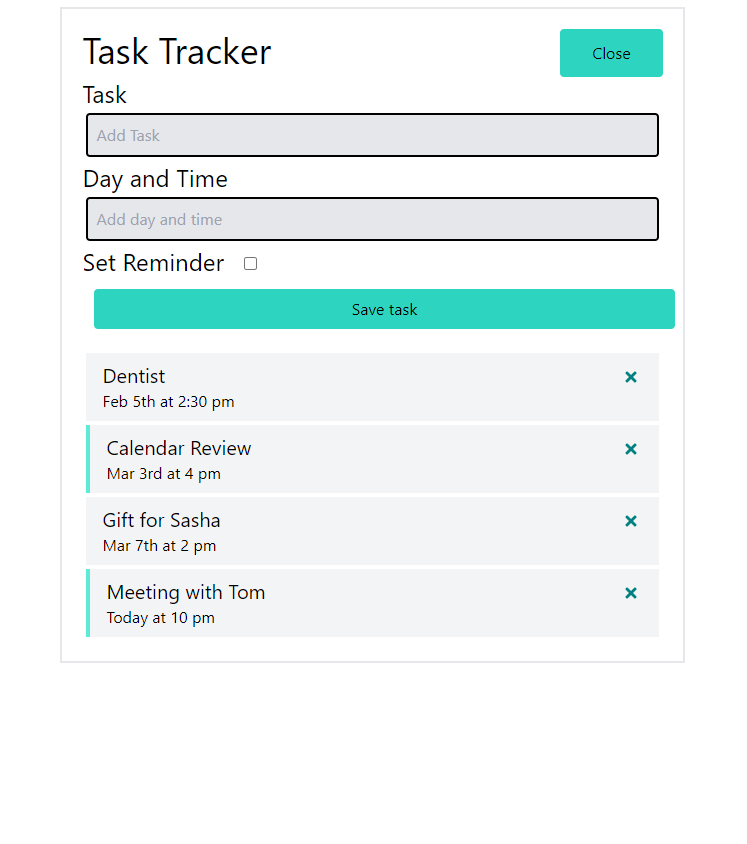 Task Tracker
Close
Task
Add Task
Day and Time
Add day and time
Set Reminder
Save task
Dentist
Feb 5th at 2:30 pm
Calendar Review
Mar 3rd at 4 pm
Gift for Sasha
Mar 7th at 2 pm
Meeting with Tom
Today at 10 pm